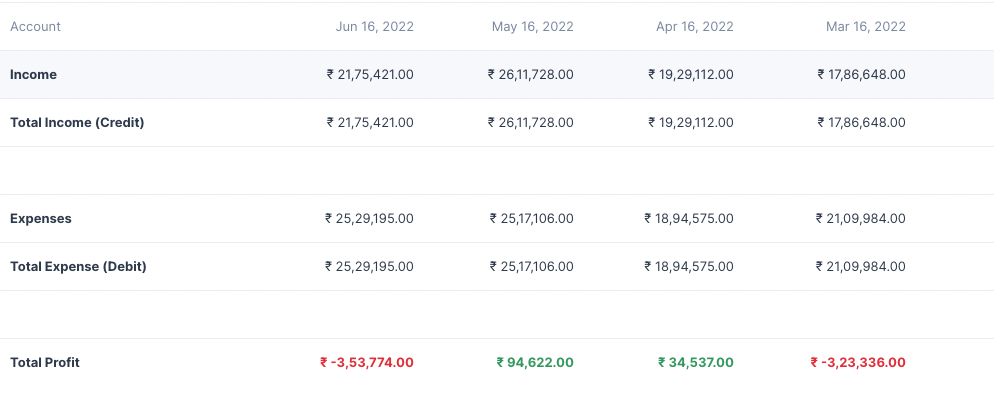 Account Jun 16, 2022 May 16, 2022 Apr 16, 2022 Mar 16, 2022
Income ₹ 21,75,421.00 ₹ 26,11,728.00 ₹ 19,29,112.00 ₹ 17,86,648.00
Total Income (Credit) ₹ 21,75,421.00 ₹ 26,11,728.00 ₹ 19,29,112.00 ₹ 17,86,648.00
Expenses ₹ 25,29,195.00 ₹ 25,17,106.00 ₹ 18,94,575.00 ₹ 21,09,984.00
Total Expense (Debit) ₹ 25,29,195.00 ₹ 25,17,106.00 ₹ 18,94,575.00 ₹ 21,09,984.00
Total Profit ₹ -3,53,774.00 ₹ 94,622.00 ₹ 34,537.00 ₹ -3,23,336.00